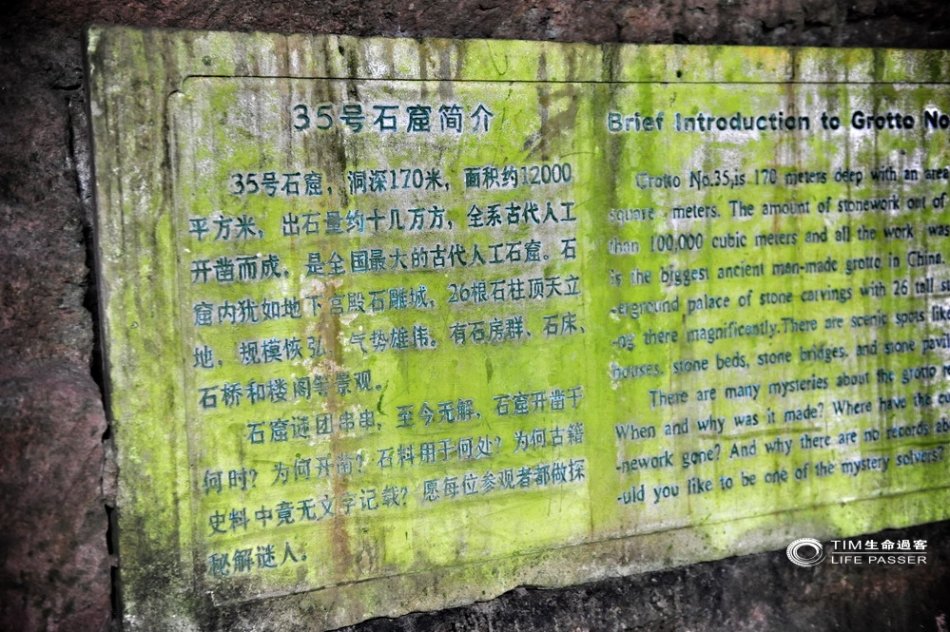 35号石窟简介
35号石窟，洞深170米，面积约12000
平方米，出石量约十几万方，全系古代人工
开凿而成，是全国最大的古代人工石窟。石
窟内犹如地下宫殿石雕城，26根石柱顶天立
地，规模恢弘，气势雄伟。有石房群、石床、
石桥和楼阁等景观。
石窟谜团串串，至今无解，石窟开凿于
何时？为何开凿？石料用于何处？为何古籍
史料中竟无文字记载？愿每位参观者都做探
秘解谜人。
Brief Introduction to Grotto No
Grotto No.35,is 170 meters deep with an area
square meters. The amount of stonework out of
than 100,000 cubic meters and all the work was
is the biggest ancient man-made grotto in China.
-erground palace of stone carvings with 26 tall st
-ng there magnificently.There are scenic spots like
houses, stone beds, stone bridges, and stone pavil
There are many mysteries about the grotto re
When and why was it made? Where have the
-nework gone? And why there are no records ab
-uld you like to be one of the mystery solvers?
TIM生命過客
LIFE PASSER